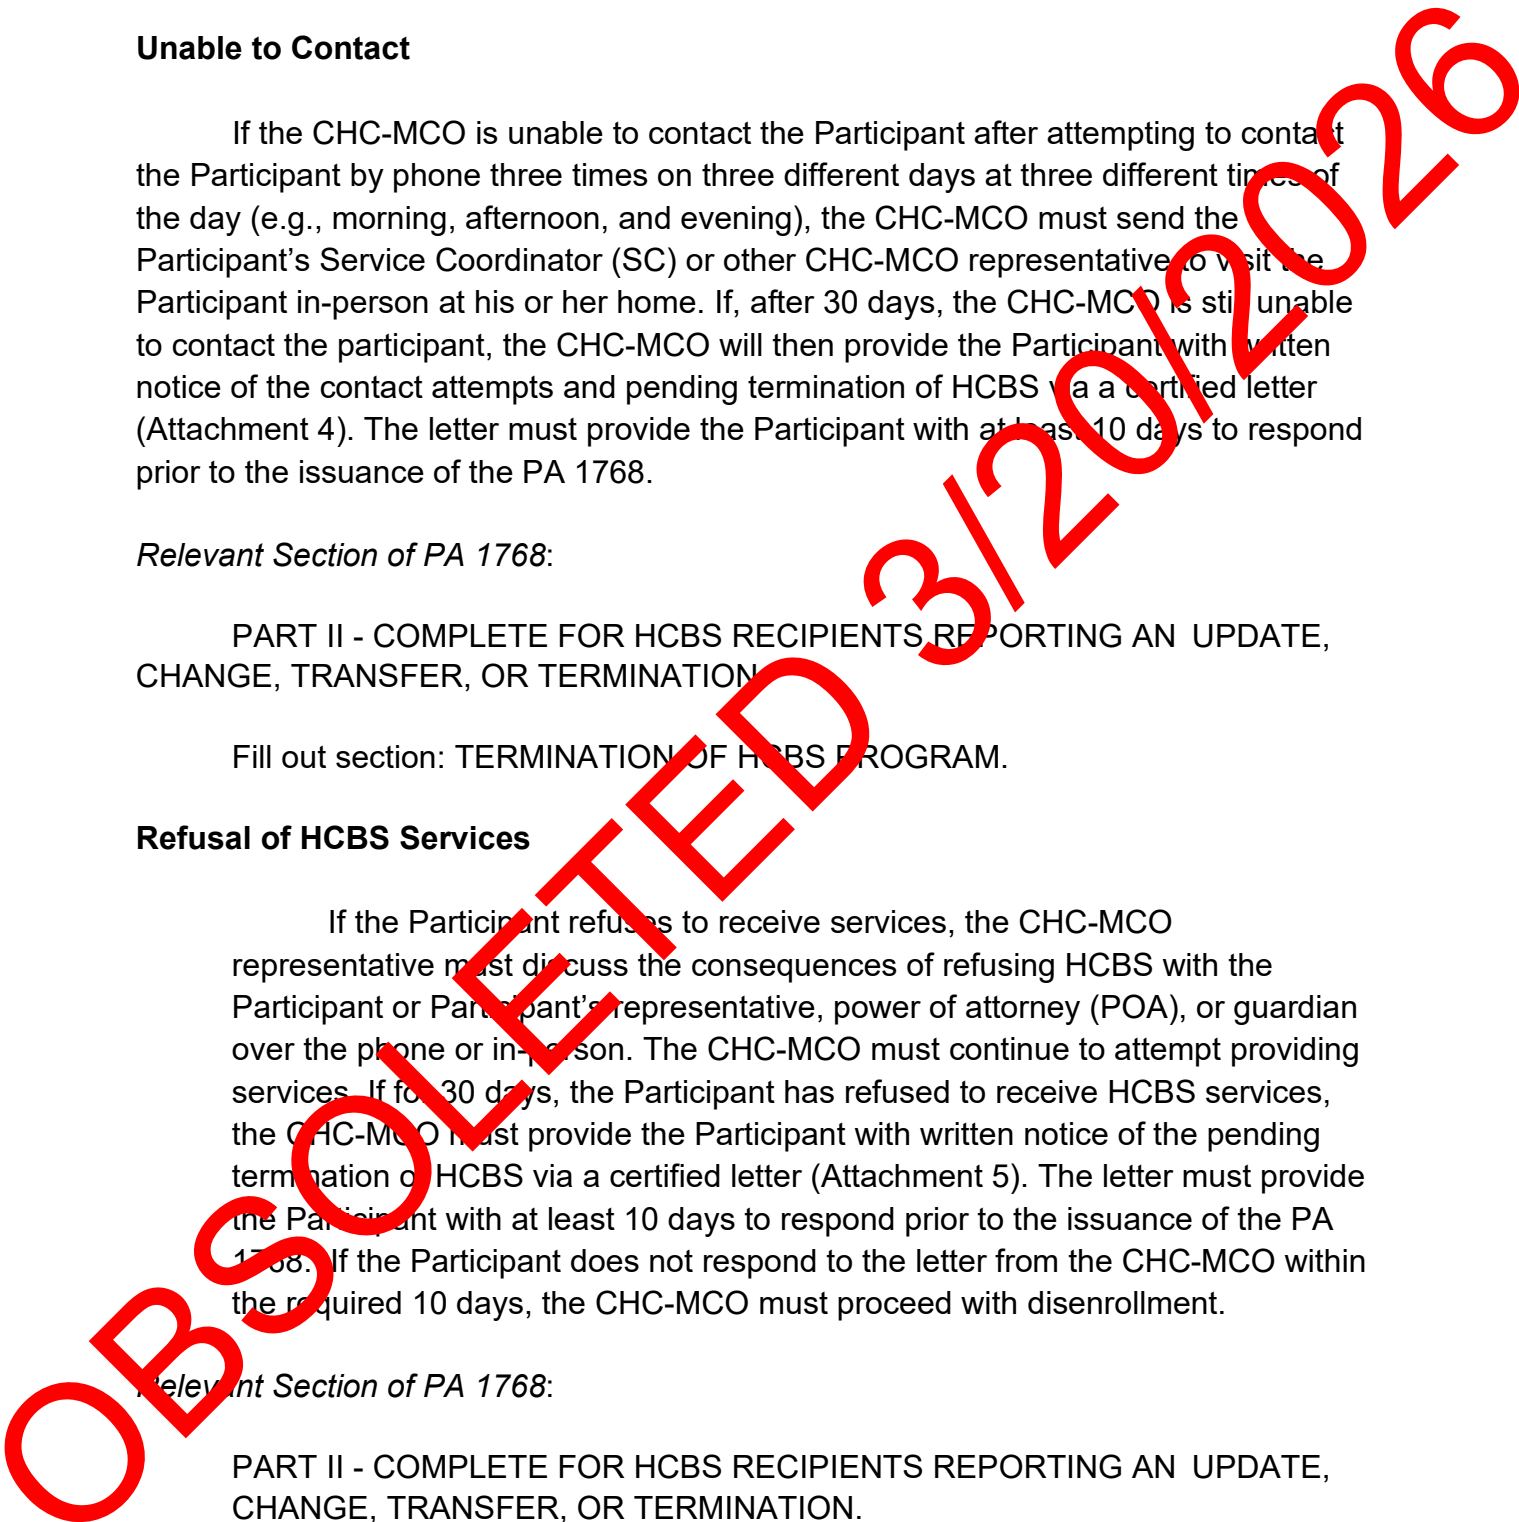 Unable to Contact
If the CHC-MCO is unable to contact the Participant after attempting to contact
the Participant by phone three times on three different days at three different times of
the day (e.g., morning, afternoon, and evening), the CHC-MCO must send the
Participant’s Service Coordinator (SC) or other CHC-MCO representative to visit the
Participant in-person at his or her home. If, after 30 days, the CHC-MCO is still unable
to contact the participant, the CHC-MCO will then provide the Participant with written
notice of the contact attempts and pending termination of HCBS via a certified letter
(Attachment 4). The letter must provide the Participant with at least 10 days to respond
prior to the issuance of the PA 1768.
Relevant Section of PA 1768:
PART II - COMPLETE FOR HCBS RECIPIENTS REPORTING AN UPDATE,
CHANGE, TRANSFER, OR TERMINATION.
Fill out section: TERMINATION OF HCBS PROGRAM.
Refusal of HCBS Services
If the Participant refuses to receive services, the CHC-MCO
representative must discuss the consequences of refusing HCBS with the
Participant or Participant’s representative, power of attorney (POA), or guardian
over the phone or in-person. The CHC-MCO must continue to attempt providing
services. If for 30 days, the Participant has refused to receive HCBS services,
the CHC-MCO must provide the Participant with written notice of the pending
termination of HCBS via a certified letter (Attachment 5). The letter must provide
the Participant with at least 10 days to respond prior to the issuance of the PA
1768. If the Participant does not respond to the letter from the CHC-MCO within
the required 10 days, the CHC-MCO must proceed with disenrollment.
Relevant Section of PA 1768:
PART II - COMPLETE FOR HCBS RECIPIENTS REPORTING AN UPDATE,
CHANGE, TRANSFER, OR TERMINATION.
OBSOLETED 3/20/2026